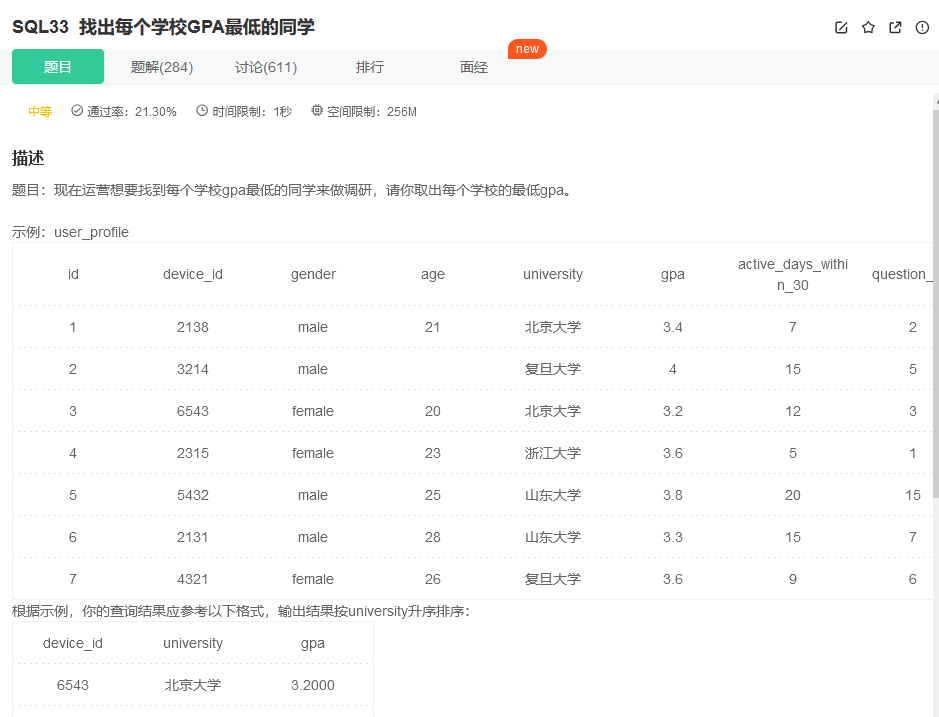 SQL33 找出每个学校GPA最低的同学
题目 题解(284) 讨论(611) 排行 面经 new
中等 通过率：21.30% 时间限制：1秒 空间限制：256M
描述
题目：现在运营想要找到每个学校gpa最低的同学来做调研，请你取出每个学校的最低gpa。
示例：user_profile
id device_id gender age university gpa active_days_withi question_
n_30
1 2138 male 21 北京大学 3.4 7 2
2 3214 male 复旦大学 4 15 5
3 6543 female 20 北京大学 3.2 12 3
4 2315 female 23 浙江大学 3.6 5 1
5 5432 male 25 山东大学 3.8 20 15
6 2131 male 28 山东大学 3.3 15 7
7 4321 female 26 复旦大学 3.6 9 6
根据示例，你的查询结果应参考以下格式，输出结果按university升序排序：
device_id university gpa
6543 北京大学 3.2000